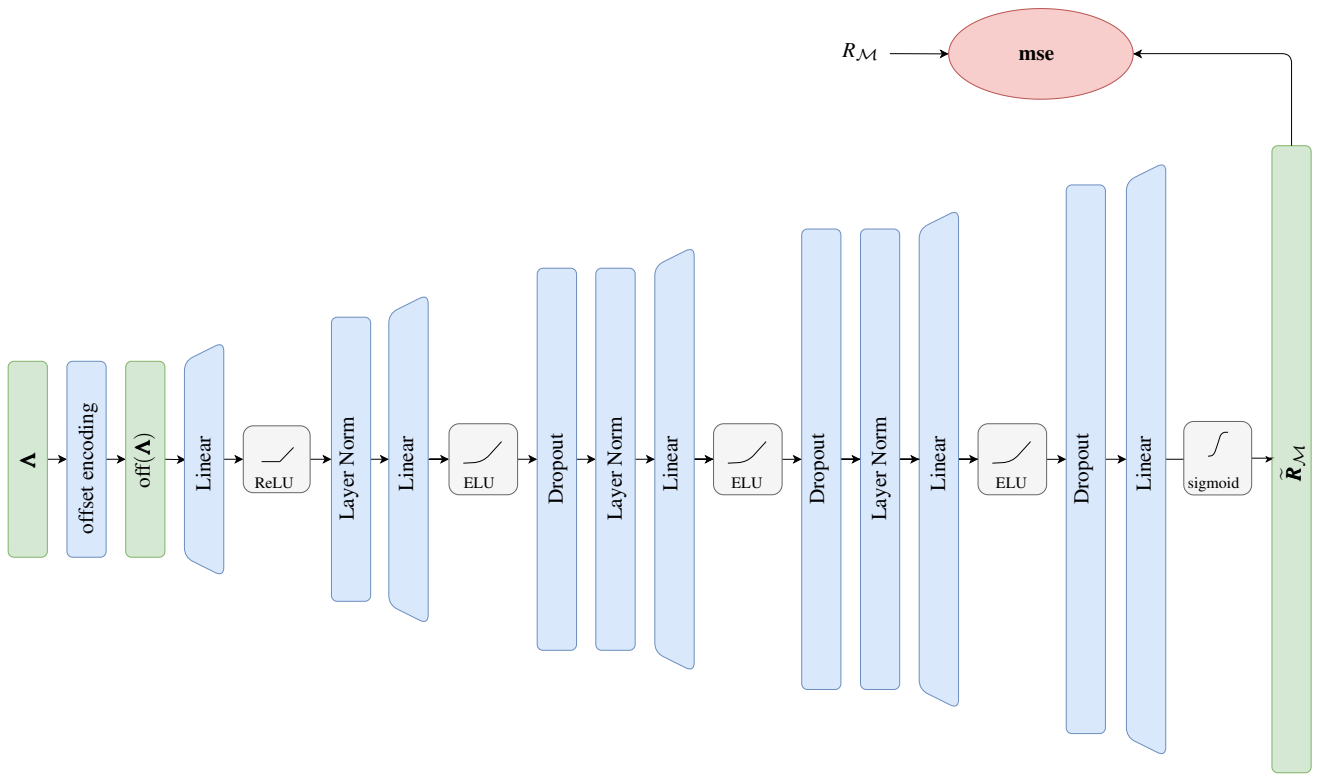 R_ℳ
mse
Λ
offset encoding
off(Λ)
Linear
ReLU
Layer Norm
Linear
ELU
Dropout
Layer Norm
Linear
ELU
Dropout
Layer Norm
Linear
ELU
Dropout
Linear
sigmoid
R̃_ℳ